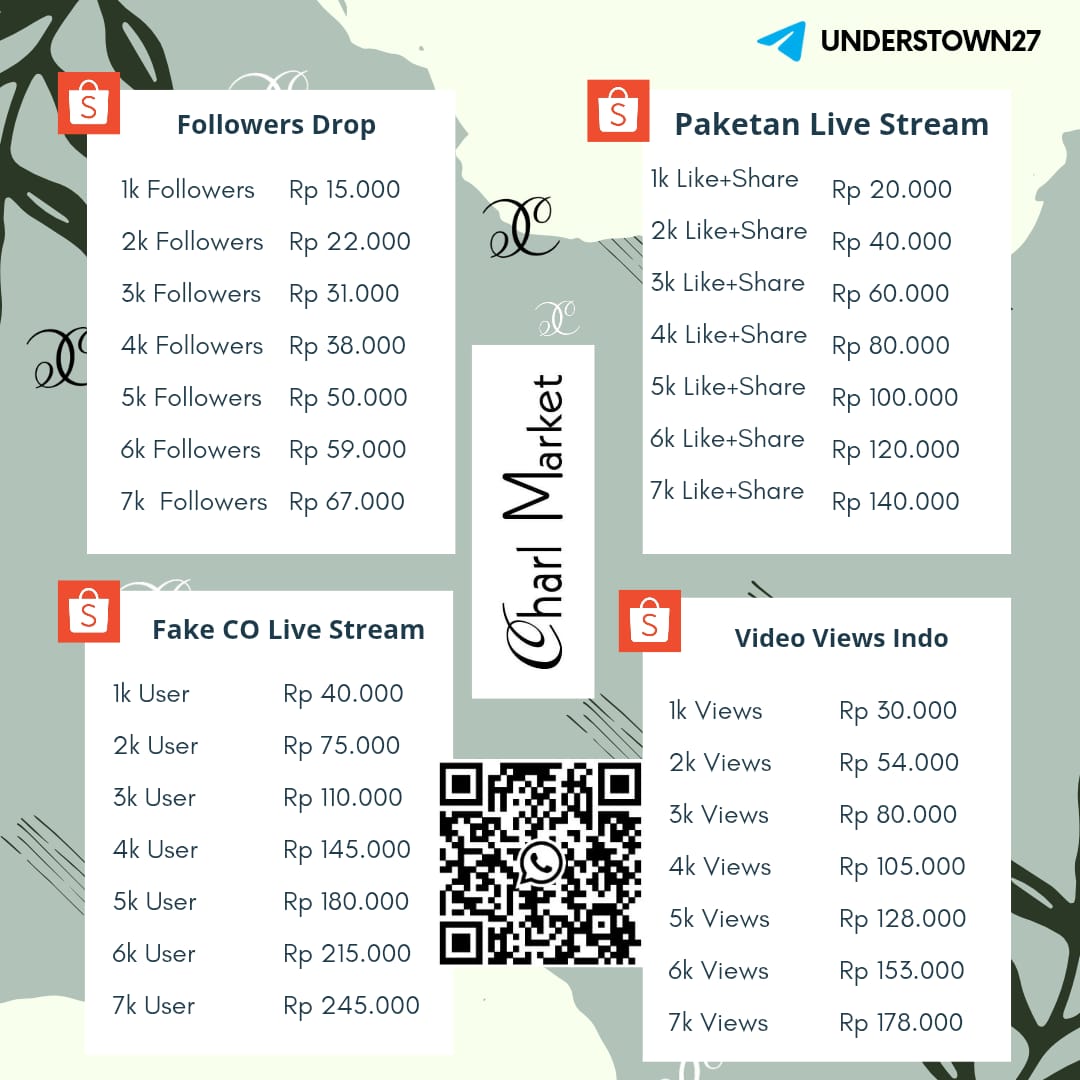 UNDERSTOWN27
Followers Drop
1k Followers Rp 15.000
2k Followers Rp 22.000
3k Followers Rp 31.000
4k Followers Rp 38.000
5k Followers Rp 50.000
6k Followers Rp 59.000
7k Followers Rp 67.000
Paketan Live Stream
1k Like+Share Rp 20.000
2k Like+Share Rp 40.000
3k Like+Share Rp 60.000
4k Like+Share Rp 80.000
5k Like+Share Rp 100.000
6k Like+Share Rp 120.000
7k Like+Share Rp 140.000
Charl Market
Fake CO Live Stream
1k User Rp 40.000
2k User Rp 75.000
3k User Rp 110.000
4k User Rp 145.000
5k User Rp 180.000
6k User Rp 215.000
7k User Rp 245.000
Video Views Indo
1k Views Rp 30.000
2k Views Rp 54.000
3k Views Rp 80.000
4k Views Rp 105.000
5k Views Rp 128.000
6k Views Rp 153.000
7k Views Rp 178.000